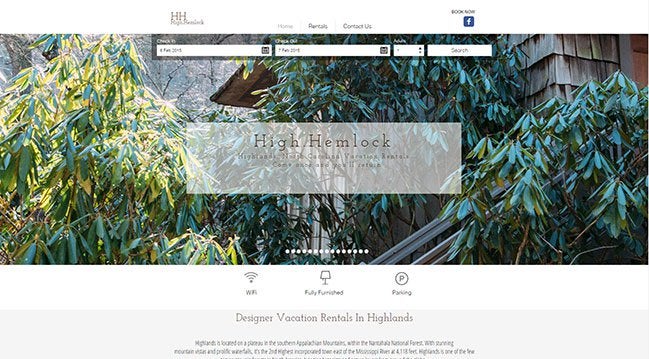 HH
High Hemlock
BOOK NOW
Home Rentals Contact Us
Check In Check Out Adults
6 Feb 2015 7 Feb 2015 Search
High Hemlock
Highlands, North Carolina Vacation Rentals
Come once and you'll return
WiFi Fully Furnished Parking
Designer Vacation Rentals In Highlands
Highlands is located on a plateau in the southern Appalachian Mountains, within the Nantahala National Forest. With stunning
mountain vistas and prolific waterfalls, it's the 2nd Highest incorporated town east of the Mississippi River at 4,118 feet. Highlands is one of the few